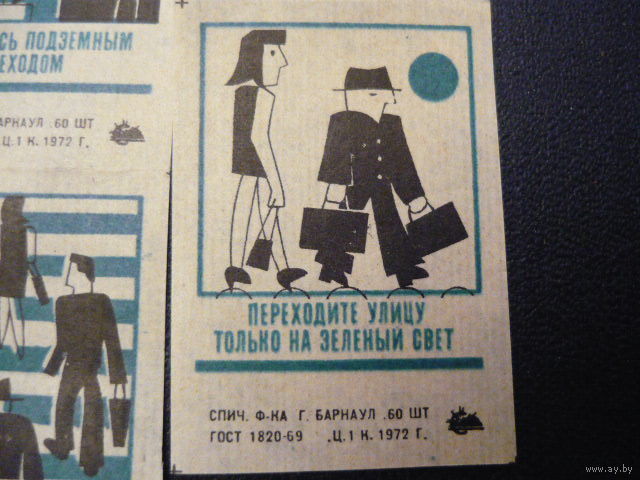 СЬ ПОДЗЕМНЫМ
ЕХОДОМ
АРНАУЛ .60 ШТ
Ц.1 К. 1972 Г.
ПЕРЕХОДИТЕ УЛИЦУ
ТОЛЬКО НА ЗЕЛЕНЫЙ СВЕТ
СПИЧ. Ф-КА Г. БАРНАУЛ .60 ШТ
ГОСТ 1820-69 .Ц.1 К. 1972 Г.
www.ay.by